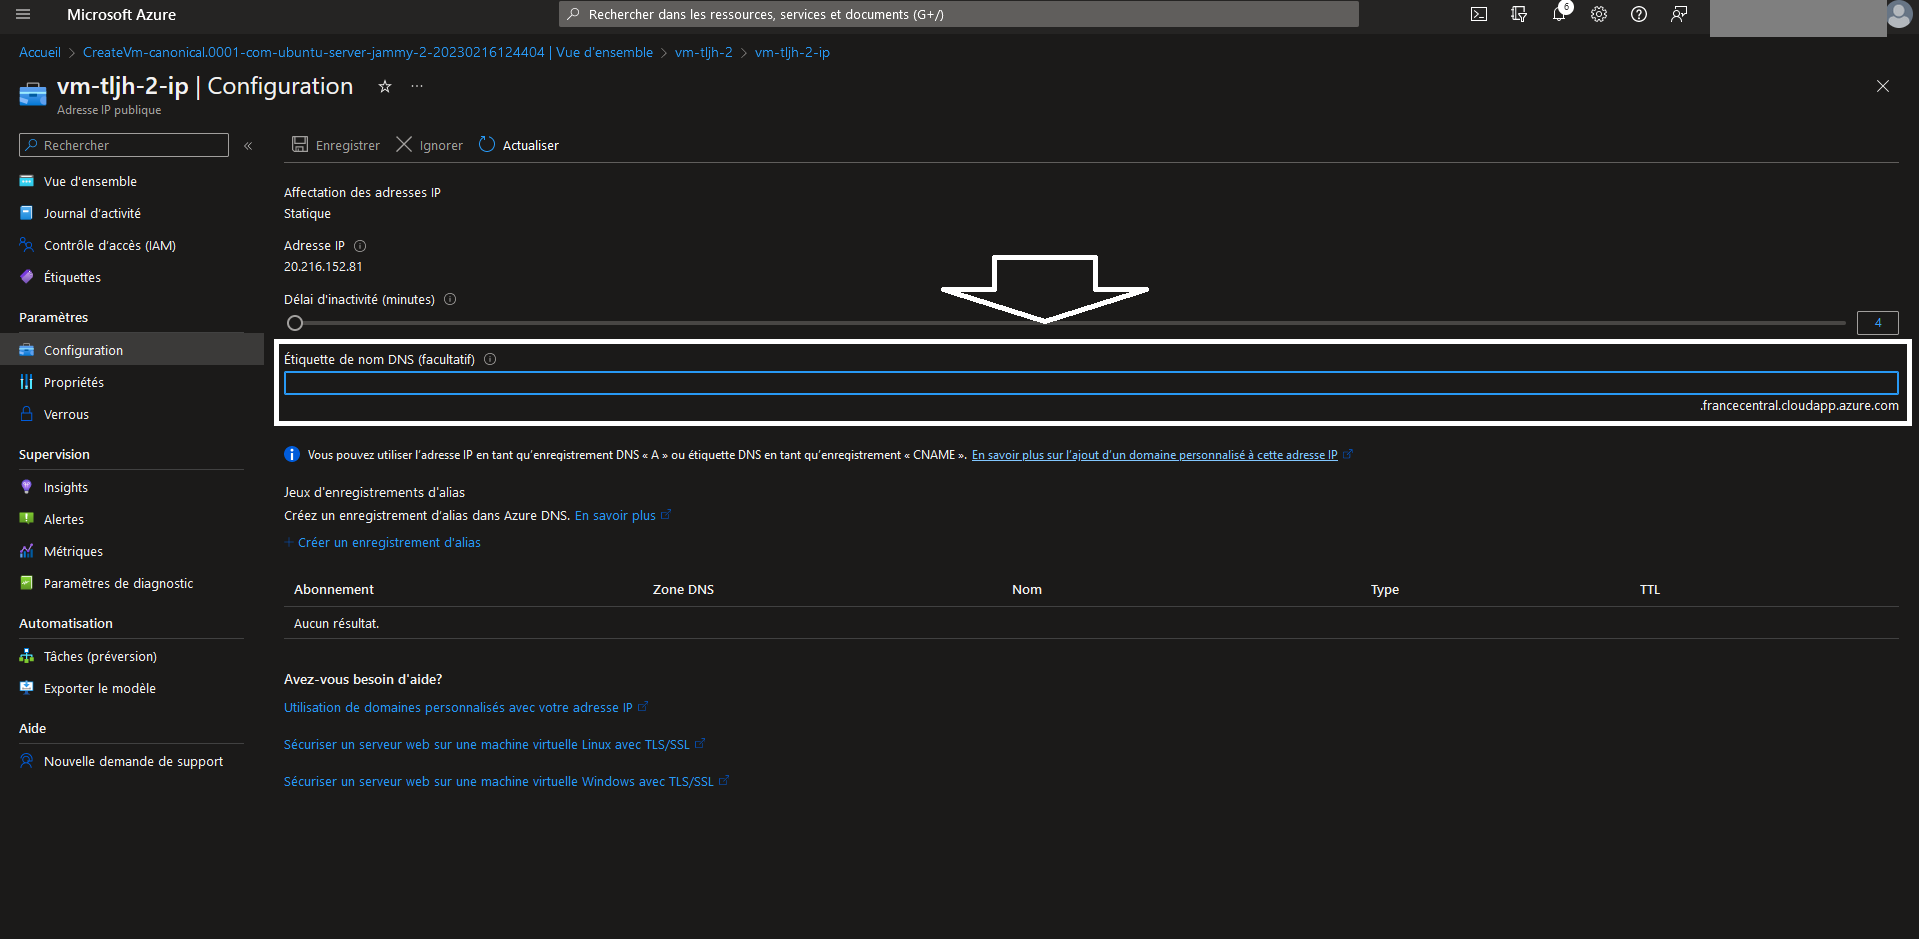 Microsoft Azure
Rechercher dans les ressources, services et documents (G+/)
6
Accueil > CreateVm-canonical.0001-com-ubuntu-server-jammy-2-20230216124404 | Vue d'ensemble > vm-tljh-2 > vm-tljh-2-ip
vm-tljh-2-ip | Configuration
Adresse IP publique
Rechercher
Enregistrer Ignorer Actualiser
Vue d'ensemble
Journal d'activité
Contrôle d'accès (IAM)
Étiquettes
Paramètres
Configuration
Propriétés
Verrous
Supervision
Insights
Alertes
Métriques
Paramètres de diagnostic
Automatisation
Tâches (préversion)
Exporter le modèle
Aide
Nouvelle demande de support
Affectation des adresses IP
Statique
Adresse IP
20.216.152.81
Délai d'inactivité (minutes)
4
Étiquette de nom DNS (facultatif)
.francecentral.cloudapp.azure.com
Vous pouvez utiliser l'adresse IP en tant qu'enregistrement DNS « A » ou étiquette DNS en tant qu'enregistrement « CNAME ». En savoir plus sur l'ajout d'un domaine personnalisé à cette adresse IP
Jeux d'enregistrements d'alias
Créez un enregistrement d'alias dans Azure DNS. En savoir plus
+ Créer un enregistrement d'alias
Abonnement Zone DNS Nom Type TTL
Aucun résultat.
Avez-vous besoin d'aide?
Utilisation de domaines personnalisés avec votre adresse IP
Sécuriser un serveur web sur une machine virtuelle Linux avec TLS/SSL
Sécuriser un serveur web sur une machine virtuelle Windows avec TLS/SSL